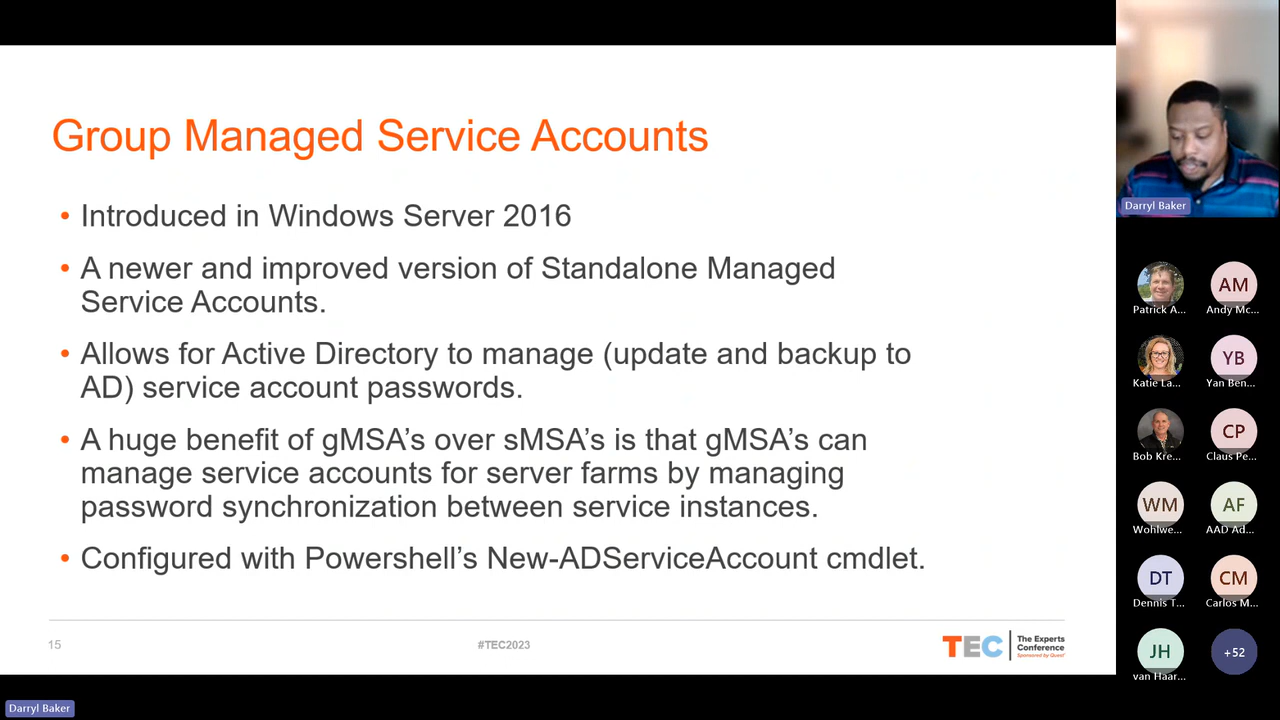 Group Managed Service Accounts
• Introduced in Windows Server 2016
• A newer and improved version of Standalone Managed
Service Accounts.
• Allows for Active Directory to manage (update and backup to
AD) service account passwords.
• A huge benefit of gMSA’s over sMSA’s is that gMSA’s can
manage service accounts for server farms by managing
password synchronization between service instances.
• Configured with Powershell’s New-ADServiceAccount cmdlet.
15
#TEC2023
TEC
The Experts
Conference
Sponsored by Quest
Darryl Baker
Patrick A...
AM
Andy Mc...
Katie La...
YB
Yan Ben...
Bob Kre...
CP
Claus Pe...
WM
Wohlwe...
AF
AAD Ad...
DT
Dennis T...
CM
Carlos M...
JH
van Haar...
+52
Darryl Baker